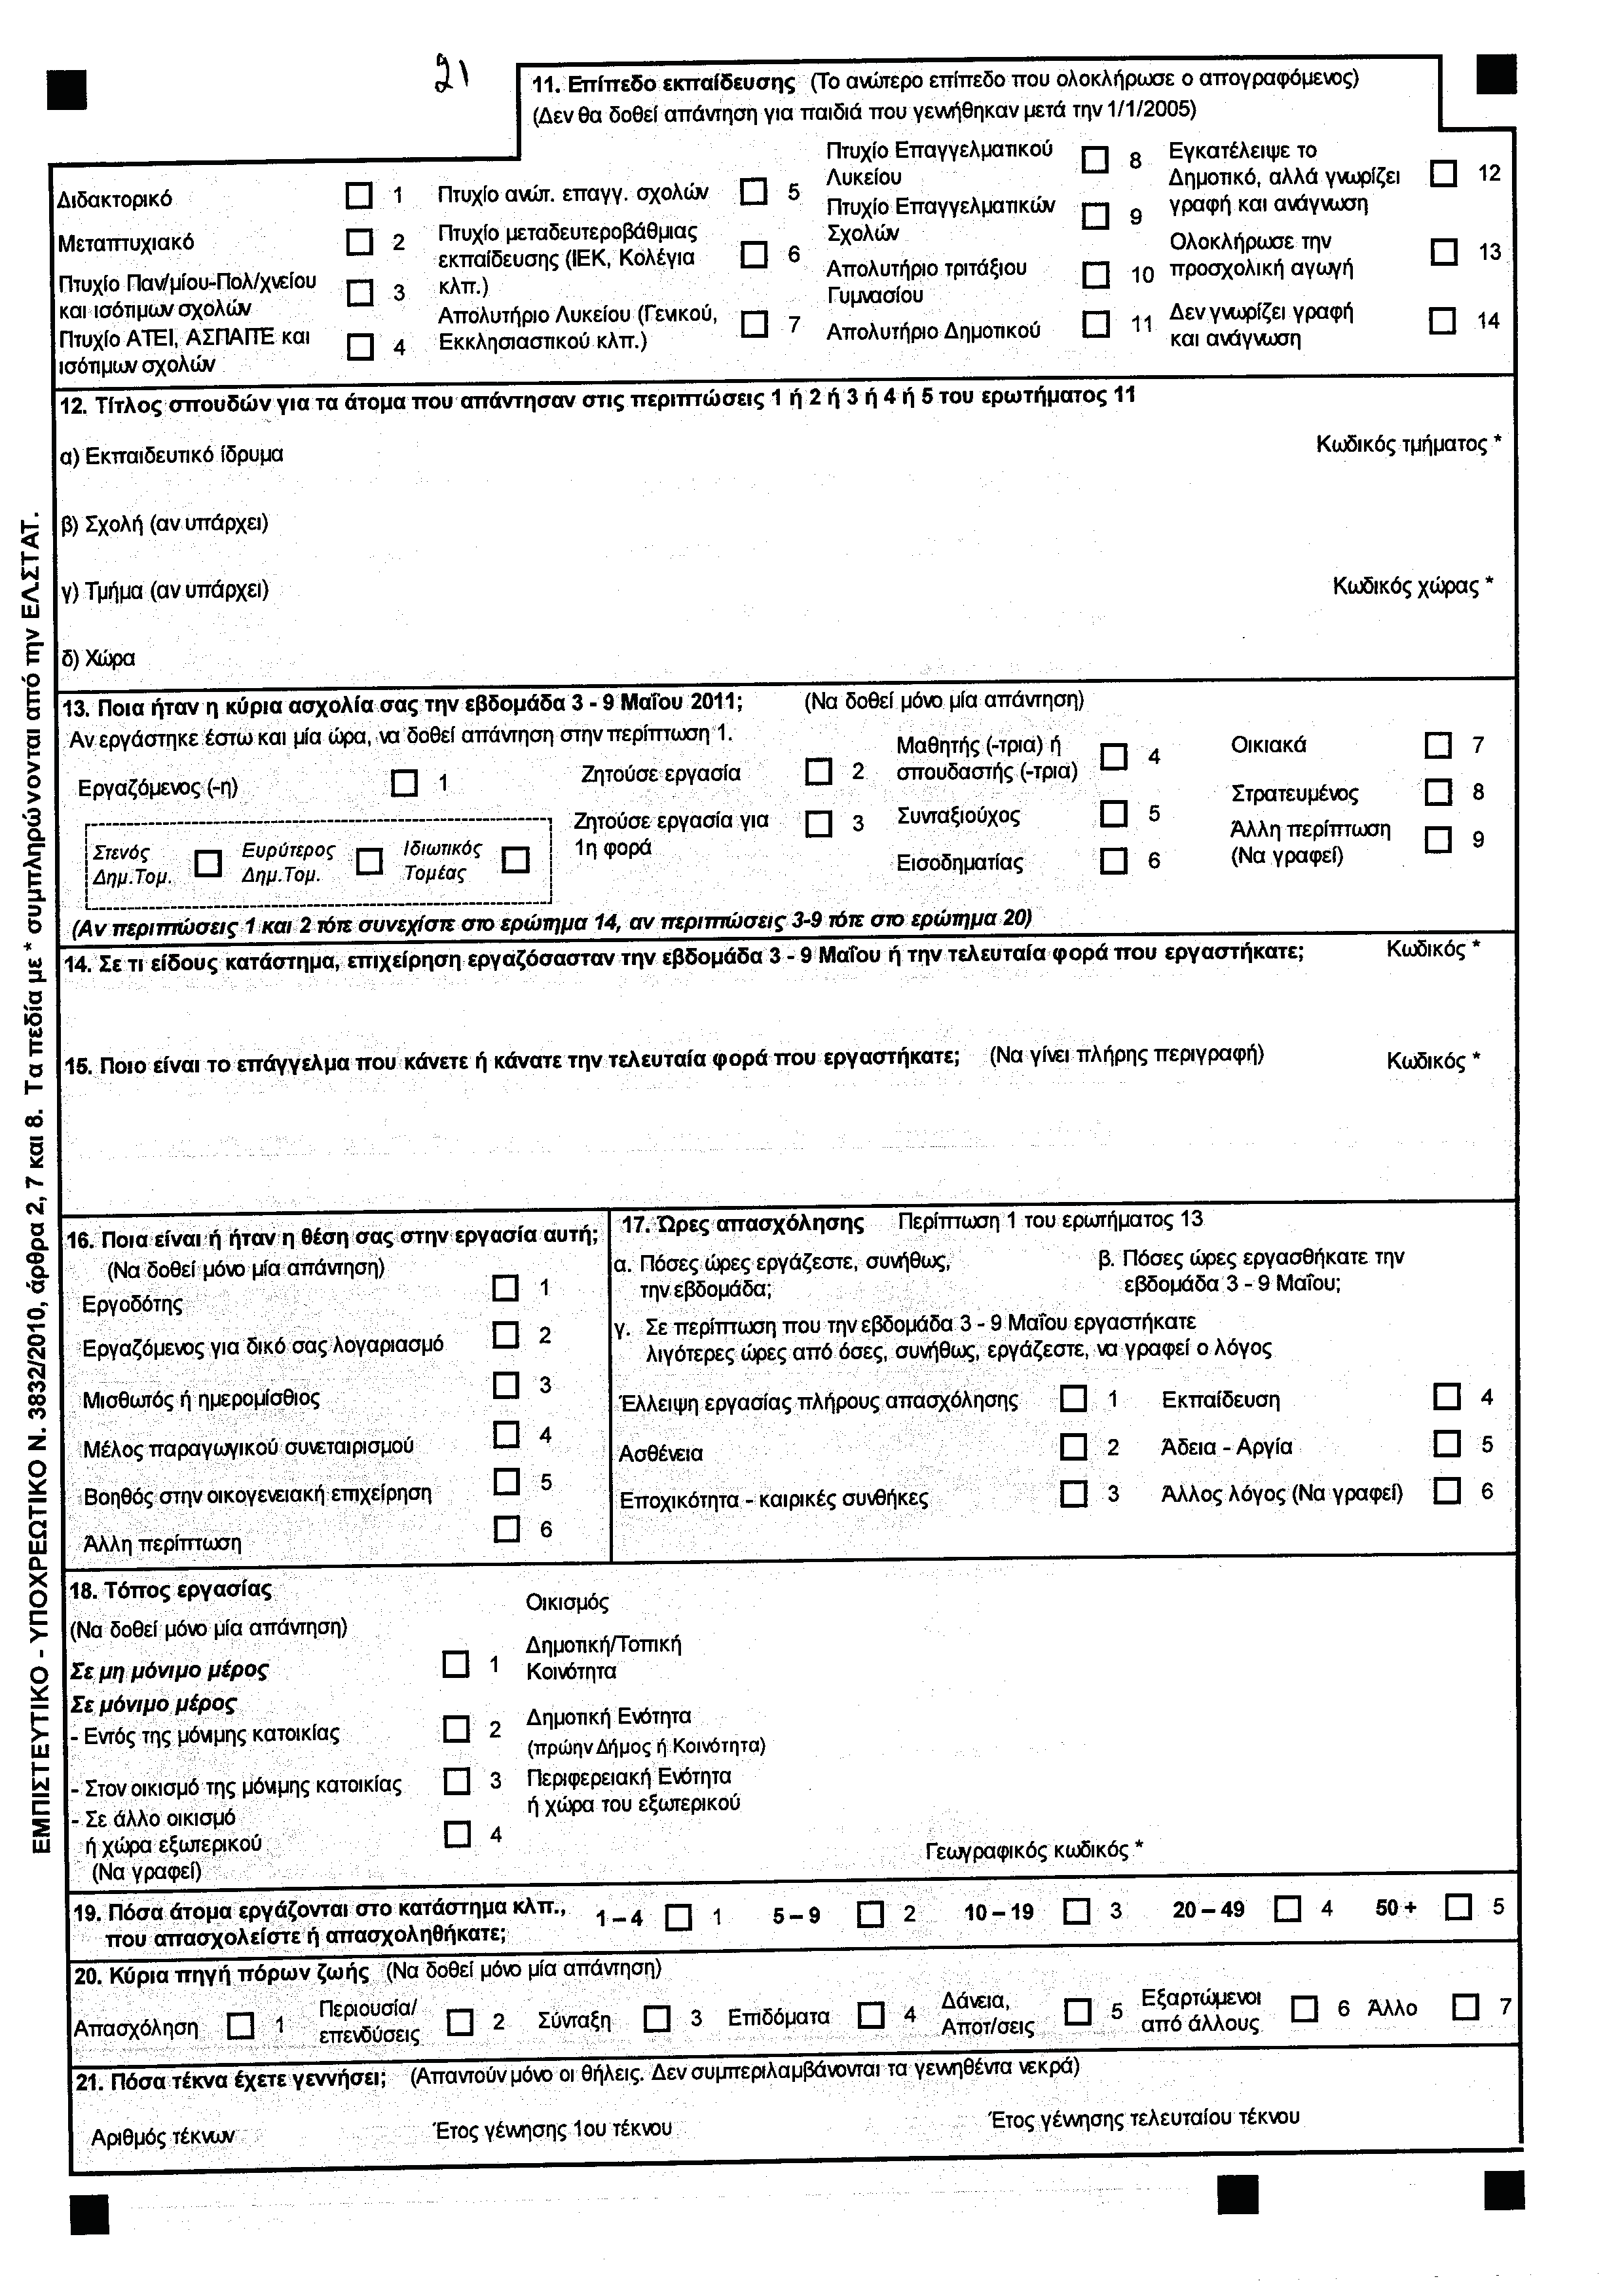 21
11. Επίπεδο εκπαίδευσης (Το ανώτερο επίπεδο που ολοκλήρωσε ο απογραφόμενος)
(Δεν θα δοθεί απάντηση για παιδιά που γεννήθηκαν μετά την 1/1/2005)
Διδακτορικό 1
Μεταπτυχιακό 2
Πτυχίο Παν/μίου-Πολ/χνείου
και ισότιμων σχολών 3
Πτυχίο ΑΤΕΙ, ΑΣΠΑΙΤΕ και
ισότιμων σχολών 4
Πτυχίο ανώτ. επαγγ. σχολών 5
Πτυχίο μεταδευτεροβάθμιας
εκπαίδευσης (ΙΕΚ, Κολέγια 6
κλπ.)
Απολυτήριο Λυκείου (Γενικού, 7
Εκκλησιαστικού κλπ.)
Πτυχίο Επαγγελματικού 8
Λυκείου
Πτυχίο Επαγγελματικών 9
Σχολών
Απολυτήριο τριτάξιου 10
Γυμνασίου
Απολυτήριο Δημοτικού 11
Εγκατέλειψε το
Δημοτικό, αλλά γνωρίζει 12
γραφή και ανάγνωση
Ολοκλήρωσε την 13
προσχολική αγωγή
Δεν γνωρίζει γραφή 14
και ανάγνωση
12. Τίτλος σπουδών για τα άτομα που απάντησαν στις περιπτώσεις 1 ή 2 ή 3 ή 4 ή 5 του ερωτήματος 11
α) Εκπαιδευτικό ίδρυμα Κωδικός τμήματος *
β) Σχολή (αν υπάρχει)
γ) Τμήμα (αν υπάρχει) Κωδικός χώρας *
δ) Χώρα
13. Ποια ήταν η κύρια ασχολία σας την εβδομάδα 3 - 9 Μαΐου 2011; (Να δοθεί μόνο μία απάντηση)
Αν εργάστηκε έστω και μία ώρα, να δοθεί απάντηση στην περίπτωση 1.
Εργαζόμενος (-η) 1
Στενός Ευρύτερος Ιδιωτικός
Δημ.Τομ. Δημ.Τομ. Τομέας
Ζητούσε εργασία 2
Ζητούσε εργασία για 3
1η φορά
Μαθητής (-τρια) ή 4
σπουδαστής (-τρια)
Συνταξιούχος 5
Εισοδηματίας 6
Οικιακά 7
Στρατευμένος 8
Άλλη περίπτωση 9
(Να γραφεί)
(Αν περιπτώσεις 1 και 2 τότε συνεχίστε στο ερώτημα 14, αν περιπτώσεις 3-9 τότε στο ερώτημα 20)
14. Σε τι είδους κατάστημα, επιχείρηση εργαζόσασταν την εβδομάδα 3 - 9 Μαΐου ή την τελευταία φορά που εργαστήκατε; Κωδικός *
15. Ποιο είναι το επάγγελμα που κάνετε ή κάνατε την τελευταία φορά που εργαστήκατε; (Να γίνει πλήρης περιγραφή) Κωδικός *
16. Ποια είναι ή ήταν η θέση σας στην εργασία αυτή;
(Να δοθεί μόνο μία απάντηση)
Εργοδότης 1
Εργαζόμενος για δικό σας λογαριασμό 2
Μισθωτός ή ημερομίσθιος 3
Μέλος παραγωγικού συνεταιρισμού 4
Βοηθός στην οικογενειακή επιχείρηση 5
Άλλη περίπτωση 6
17. Ώρες απασχόλησης Περίπτωση 1 του ερωτήματος 13
α. Πόσες ώρες εργάζεστε, συνήθως,
την εβδομάδα;
β. Πόσες ώρες εργασθήκατε την
εβδομάδα 3 - 9 Μαΐου;
γ. Σε περίπτωση που την εβδομάδα 3 - 9 Μαΐου εργαστήκατε
λιγότερες ώρες από όσες, συνήθως, εργάζεστε, να γραφεί ο λόγος
Έλλειψη εργασίας πλήρους απασχόλησης 1 Εκπαίδευση 4
Ασθένεια 2 Άδεια - Αργία 5
Εποχικότητα - καιρικές συνθήκες 3 Άλλος λόγος (Να γραφεί) 6
18. Τόπος εργασίας
(Να δοθεί μόνο μία απάντηση)
Σε μη μόνιμο μέρος 1
Σε μόνιμο μέρος
- Εντός της μόνιμης κατοικίας 2
- Στον οικισμό της μόνιμης κατοικίας 3
- Σε άλλο οικισμό
ή χώρα εξωτερικού 4
(Να γραφεί)
Οικισμός
Δημοτική/Τοπική
Κοινότητα
Δημοτική Ενότητα
(πρώην Δήμος ή Κοινότητα)
Περιφερειακή Ενότητα
ή χώρα του εξωτερικού
Γεωγραφικός κωδικός *
19. Πόσα άτομα εργάζονται στο κατάστημα κλπ., 1 – 4 1 5 – 9 2 10 – 19 3 20 – 49 4 50 + 5
που απασχολείστε ή απασχοληθήκατε;
20. Κύρια πηγή πόρων ζωής (Να δοθεί μόνο μία απάντηση)
Απασχόληση 1
Περιουσία/
επενδύσεις 2
Σύνταξη 3
Επιδόματα 4
Δάνεια,
Αποτ/σεις 5
Εξαρτώμενοι
από άλλους 6
Άλλο 7
21. Πόσα τέκνα έχετε γεννήσει; (Απαντούν μόνο οι θήλεις. Δεν συμπεριλαμβάνονται τα γεννηθέντα νεκρά)
Αριθμός τέκνων Έτος γέννησης 1ου τέκνου Έτος γέννησης τελευταίου τέκνου
ΕΜΠΙΣΤΕΥΤΙΚΟ - ΥΠΟΧΡΕΩΤΙΚΟ Ν. 3832/2010, άρθρα 2, 7 και 8. Τα πεδία με * συμπληρώνονται από την ΕΛΣΤΑΤ.